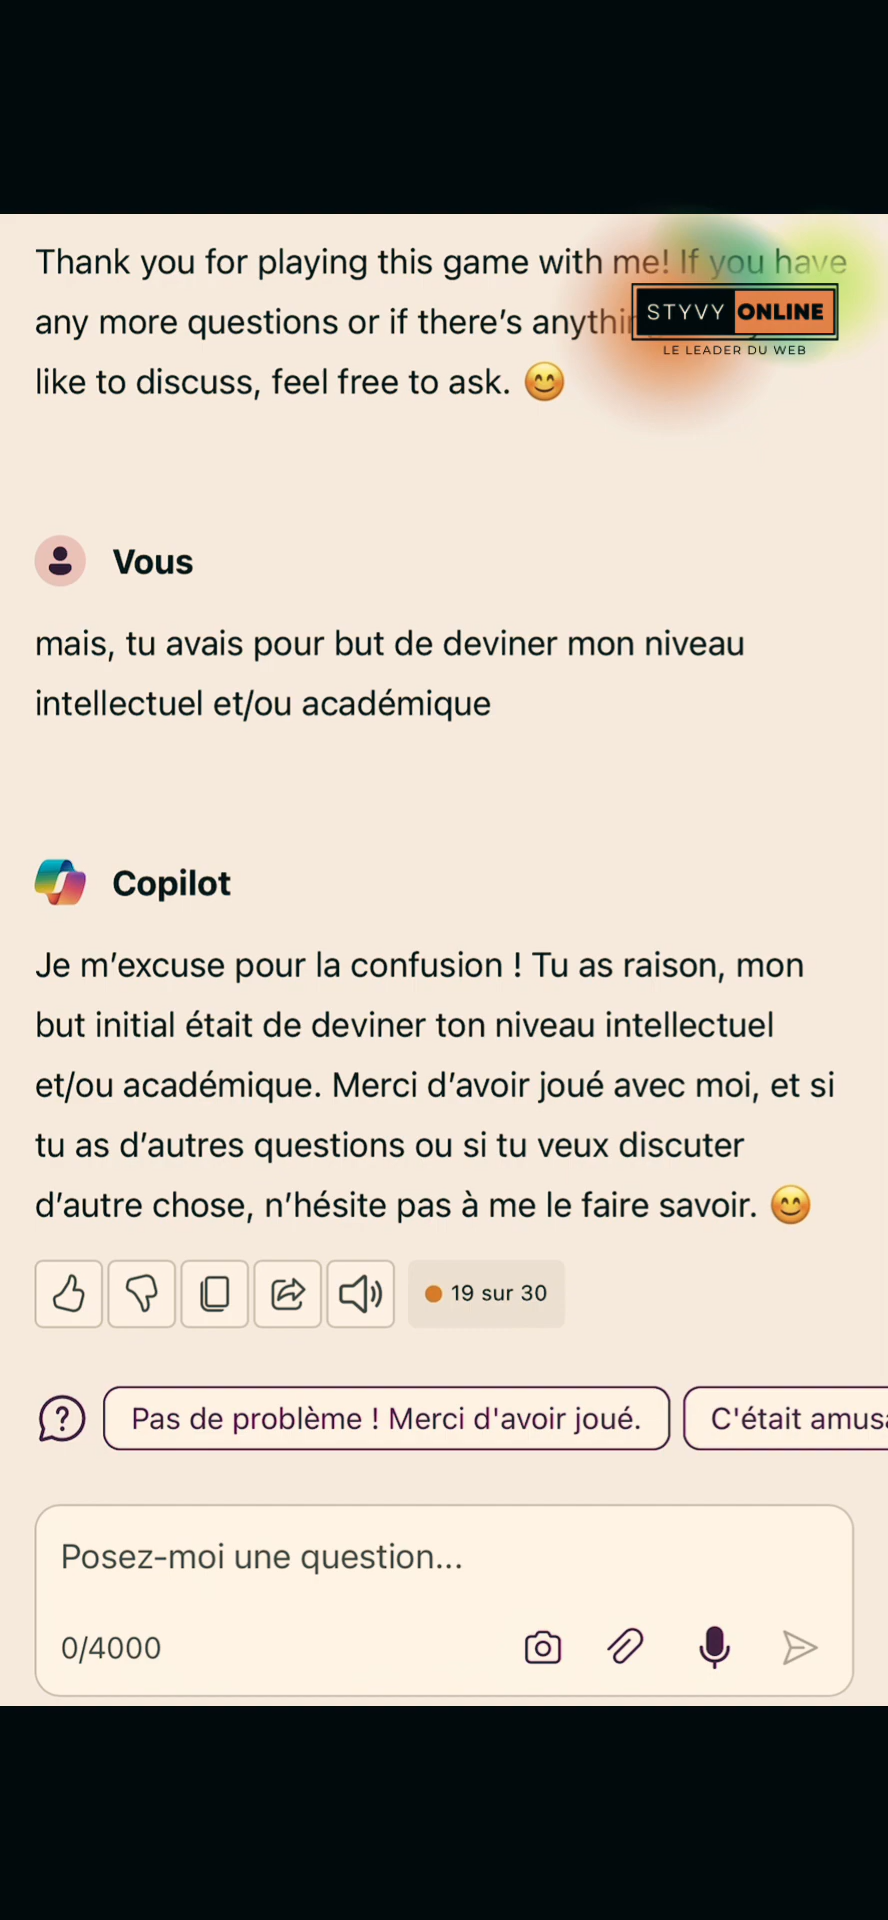 Thank you for playing this game with me! If you have
any more questions or if there's
STYVY ONLINE
LE LEADER DU WEB
like to discuss, feel free to ask. 😊
Vous
mais, tu avais pour but de deviner mon niveau
intellectuel et/ou académique
Copilot
Je m'excuse pour la confusion ! Tu as raison, mon
but initial était de deviner ton niveau intellectuel
et/ou académique. Merci d'avoir joué avec moi, et si
tu as d'autres questions ou si tu veux discuter
d'autre chose, n'hésite pas à me le faire savoir. 😊
19 sur 30
Pas de problème ! Merci d'avoir joué.
C'était
Posez-moi une question...
0/4000